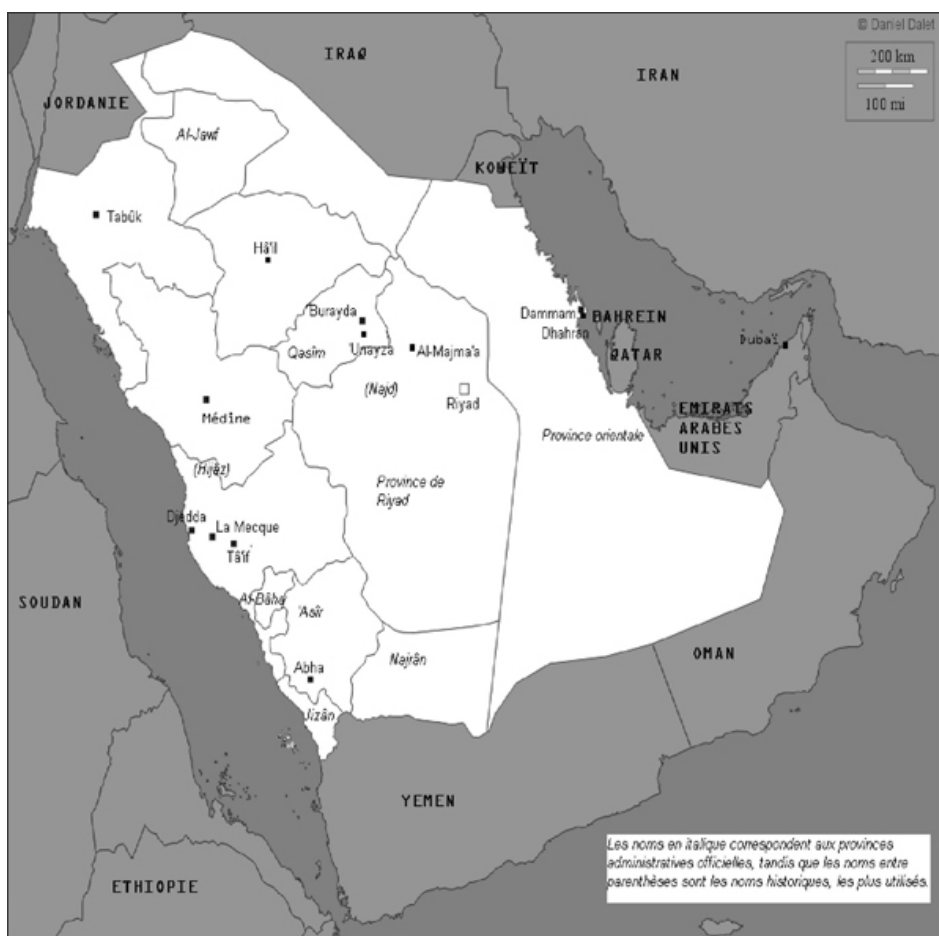 © Daniel Dalet
200 km
100 mi
IRAQ
IRAN
JORDANIE
Al-Jawf
KOWEÏT
Tabûk
Hâ'il
Burayda
'Unayza
Qasîm
Al-Majma'a
(Najd)
Riyad
Dammam
Dhahran
BAHREIN
QATAR
Dubaï
Médine
EMIRATS
ARABES
UNIS
Province orientale
(Hijâz)
Province de
Riyad
Djedda
La Mecque
Tâ'if
SOUDAN
Al-Bâha
'Asîr
Abha
Najrân
OMAN
Jizân
YEMEN
ETHIOPIE
Les noms en italique correspondent aux provinces
administratives officielles, tandis que les noms entre
parenthèses sont les noms historiques, les plus utilisés.